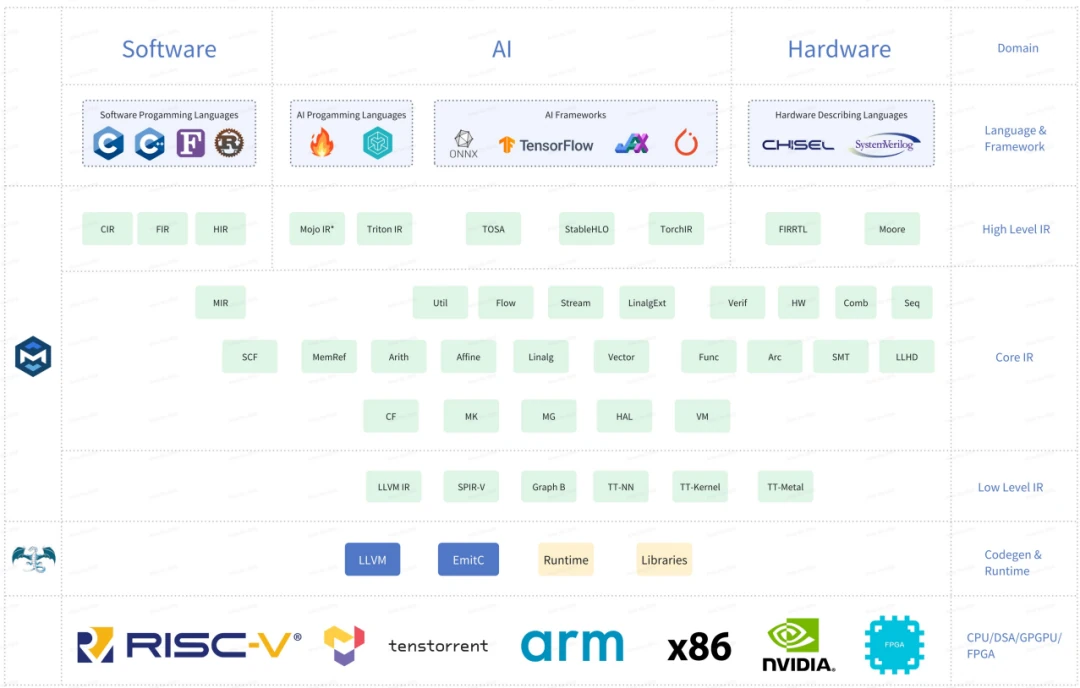 Software
AI
Hardware
Domain
Software Progamming Languages
AI Progamming Languages
AI Frameworks
Hardware Describing Languages
C
C
F
R
ONNX
TensorFlow
JAX
CHISEL
SystemVerilog
Language &
Framework
CIR
FIR
HIR
Mojo IR*
Triton IR
TOSA
StableHLO
TorchIR
FIRRTL
Moore
High Level IR
MIR
Util
Flow
Stream
LinalgExt
Verif
HW
Comb
Seq
SCF
MemRef
Arith
Affine
Linalg
Vector
Func
Arc
SMT
LLHD
Core IR
CF
MK
MG
HAL
VM
LLVM IR
SPIR-V
Graph B
TT-NN
TT-Kernel
TT-Metal
Low Level IR
LLVM
EmitC
Runtime
Libraries
Codegen &
Runtime
RISC-V®
tenstorrent
arm
x86
NVIDIA.
FPGA
CPU/DSA/GPGPU/
FPGA